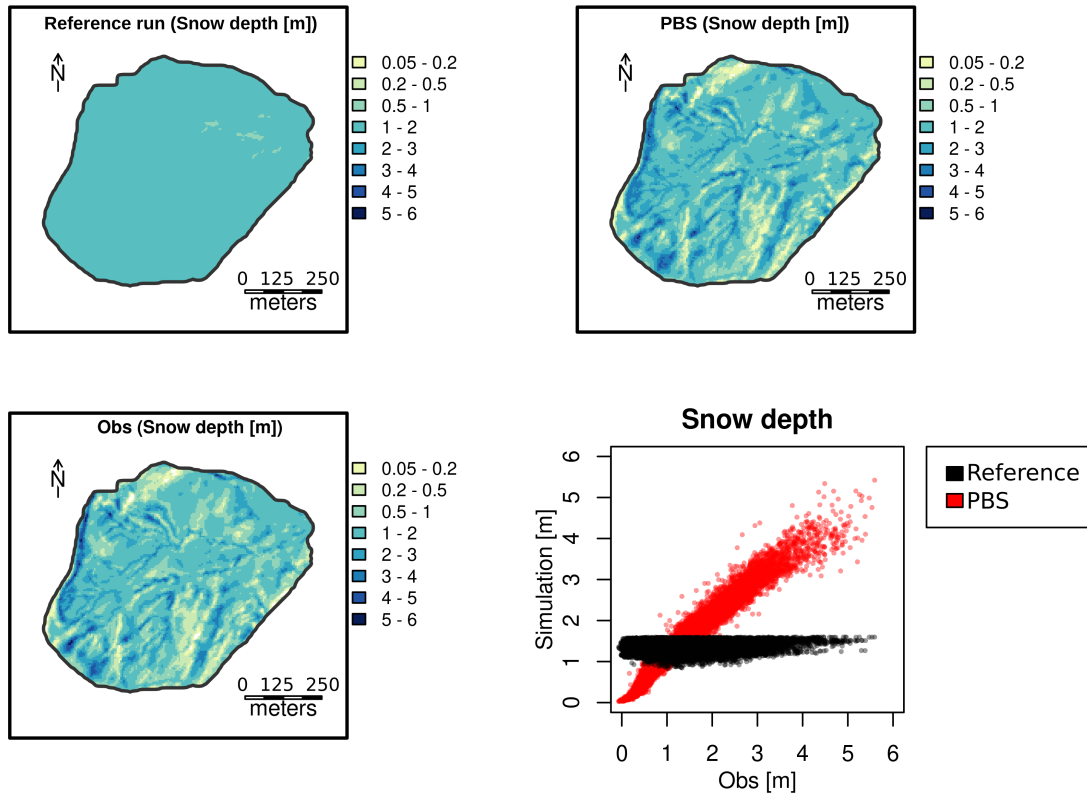 Reference run (Snow depth [m])
N
0.05 - 0.2
0.2 - 0.5
0.5 - 1
1 - 2
2 - 3
3 - 4
4 - 5
5 - 6
0 125 250
meters
PBS (Snow depth [m])
N
0.05 - 0.2
0.2 - 0.5
0.5 - 1
1 - 2
2 - 3
3 - 4
4 - 5
5 - 6
0 125 250
meters
Obs (Snow depth [m])
N
0.05 - 0.2
0.2 - 0.5
0.5 - 1
1 - 2
2 - 3
3 - 4
4 - 5
5 - 6
0 125 250
meters
Snow depth
Simulation [m]
6
5
4
3
2
1
0
0 1 2 3 4 5 6
Obs [m]
Reference
PBS